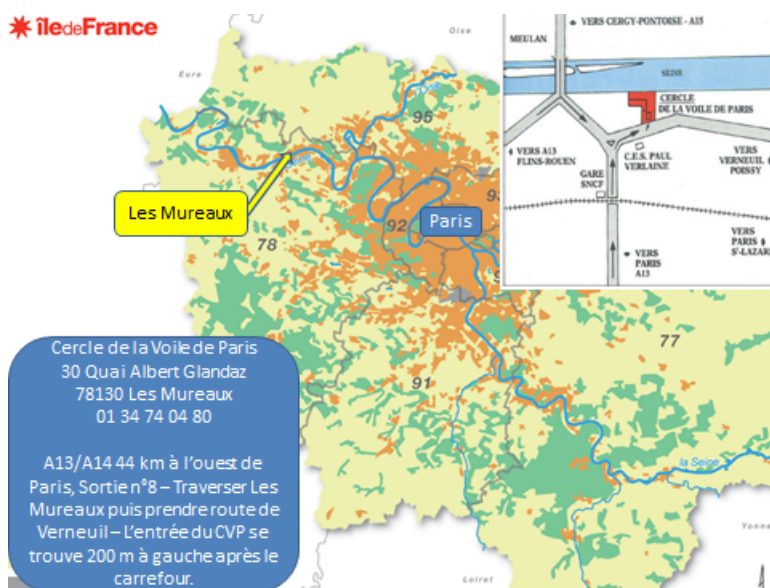 île de France
VERS CERGY-PONTOISE - A15
MEULAN
Oise
SEINE
Eure
l'Oise
CERCLE
DE LA VOILE DE PARIS
95
VERS A13
FLINS-ROUEN
C.E.S. PAUL
VERLAINE
VERS
VERNEUIL
POISSY
GARE
SNCF
Les Mureaux
93
92
Paris
78
VERS
PARIS
A13
VERS
PARIS
St-LAZARE
77
91
Cercle de la Voile de Paris
30 Quai Albert Glandaz
78130 Les Mureaux
01 34 74 04 80
A13/A14 44 km à l'ouest de
Paris, Sortie n°8 – Traverser Les
Mureaux puis prendre route de
Verneuil – L'entrée du CVP se
trouve 200 m à gauche après le
carrefour.
la Seine
Yonne
Loiret